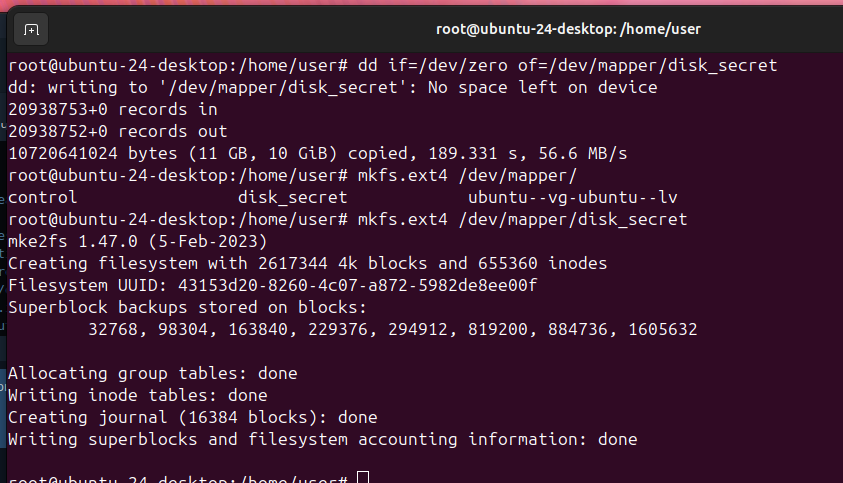 root@ubuntu-24-desktop: /home/user
root@ubuntu-24-desktop:/home/user# dd if=/dev/zero of=/dev/mapper/disk_secret
dd: writing to '/dev/mapper/disk_secret': No space left on device
20938753+0 records in
20938752+0 records out
10720641024 bytes (11 GB, 10 GiB) copied, 189.331 s, 56.6 MB/s
root@ubuntu-24-desktop:/home/user# mkfs.ext4 /dev/mapper/
control                disk_secret            ubuntu--vg-ubuntu--lv
root@ubuntu-24-desktop:/home/user# mkfs.ext4 /dev/mapper/disk_secret
mke2fs 1.47.0 (5-Feb-2023)
Creating filesystem with 2617344 4k blocks and 655360 inodes
Filesystem UUID: 43153d20-8260-4c07-a872-5982de8ee00f
Superblock backups stored on blocks:
        32768, 98304, 163840, 229376, 294912, 819200, 884736, 1605632
Allocating group tables: done
Writing inode tables: done
Creating journal (16384 blocks): done
Writing superblocks and filesystem accounting information: done
root@ubuntu-24-desktop:/home/user#